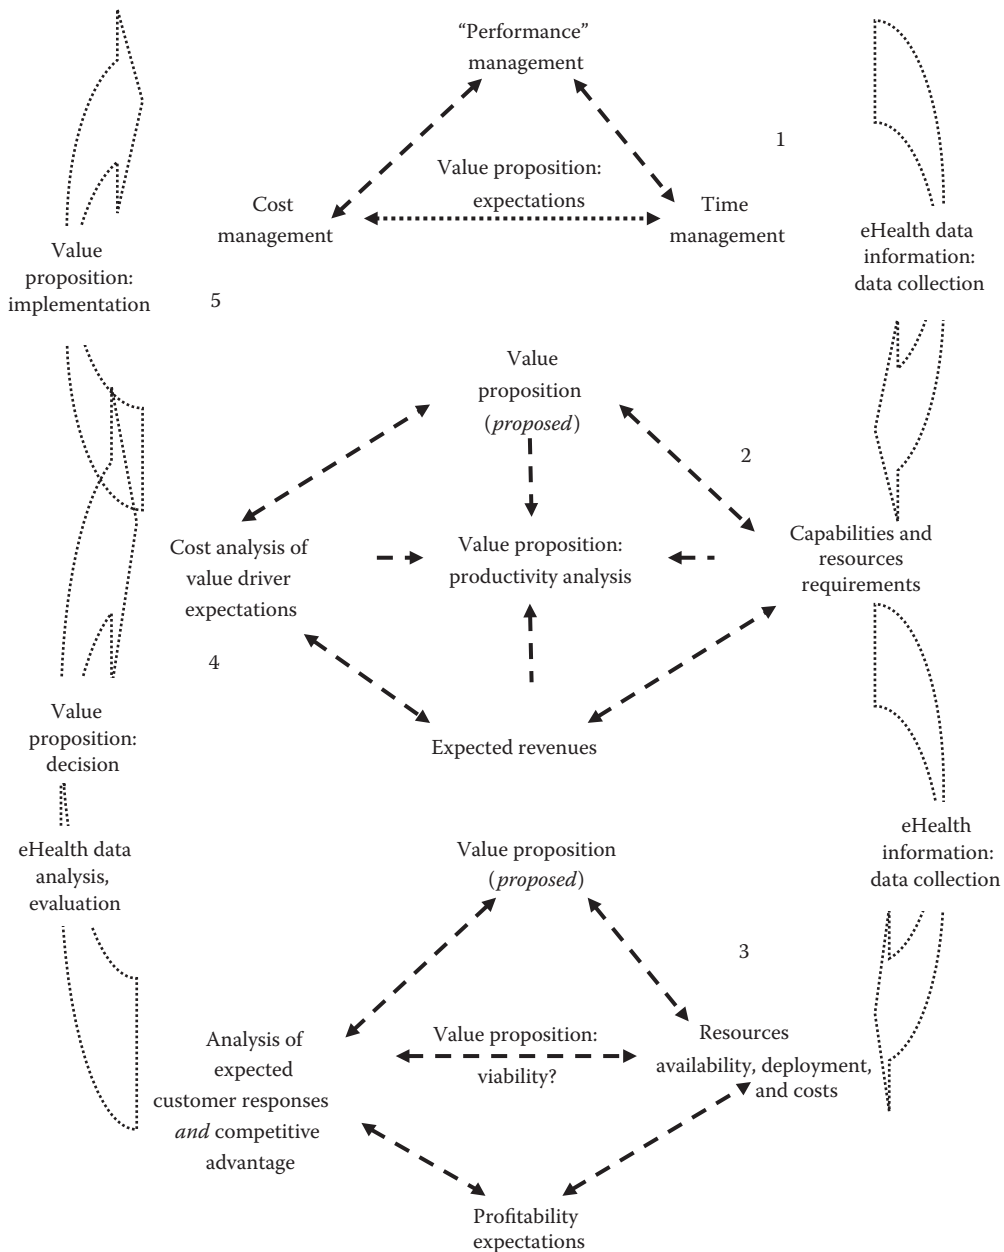 “Performance”
management
1
Value proposition:
expectations
Cost
management
Time
management
Value
proposition:
implementation
eHealth data
information:
data collection
5
Value
proposition
(proposed)
2
Cost analysis of
value driver
expectations
Value proposition:
productivity analysis
Capabilities and
resources
requirements
4
Expected revenues
Value
proposition:
decision
eHealth data
analysis,
evaluation
Value proposition
(proposed)
eHealth
information:
data collection
3
Analysis of
expected
customer responses
and competitive
advantage
Value proposition:
viability?
Resources
availability, deployment,
and costs
Profitability
expectations